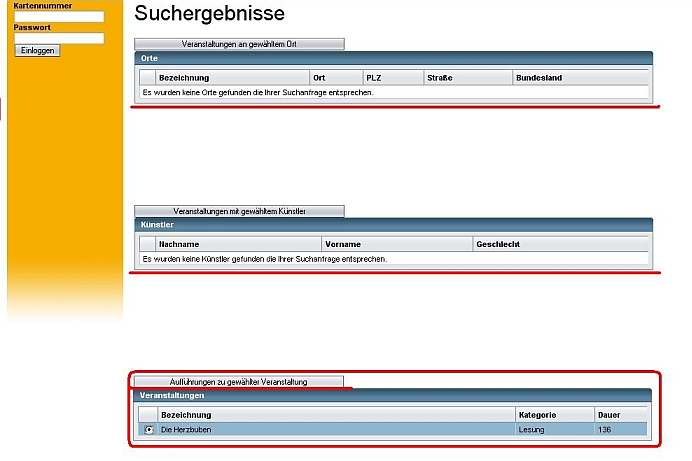 Kartennummer
Passwort
Einloggen
Suchergebnisse
Veranstaltungen an gewähltem Ort
Orte
Bezeichnung Ort PLZ Straße Bundesland
Es wurden keine Orte gefunden die Ihrer Suchanfrage entsprechen.
Veranstaltungen mit gewähltem Künstler
Künstler
Nachname Vorname Geschlecht
Es wurden keine Künstler gefunden die Ihrer Suchanfrage entsprechen.
Aufführungen zu gewählter Veranstaltung
Veranstaltungen
Bezeichnung Kategorie Dauer
Die Herzbuben Lesung 136